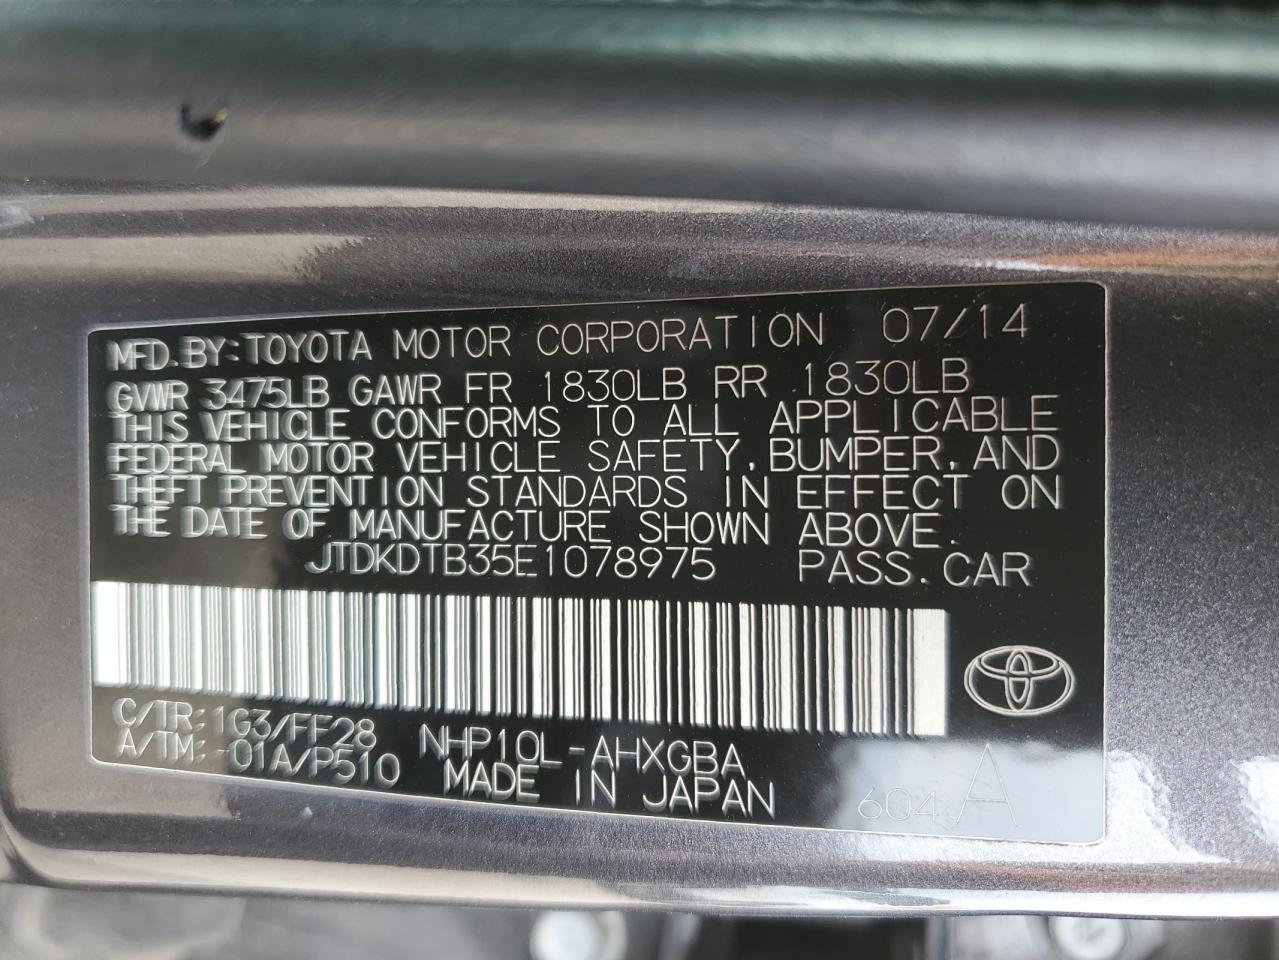 MFD. BY: TOYOTA MOTOR CORPORATION 07/14
GVWR 3475LB GAWR FR 1830LB RR 1830LB
THIS VEHICLE CONFORMS TO ALL APPLICABLE
FEDERAL MOTOR VEHICLE SAFETY, BUMPER, AND
THEFT PREVENTION STANDARDS IN EFFECT ON
THE DATE OF MANUFACTURE SHOWN ABOVE.
JTDKDTB35E1078975 PASS. CAR
C/TR: 1G3/FF28 NHP10L-AHXGBA
A/TM: -01A/P510 MADE IN JAPAN 604 A